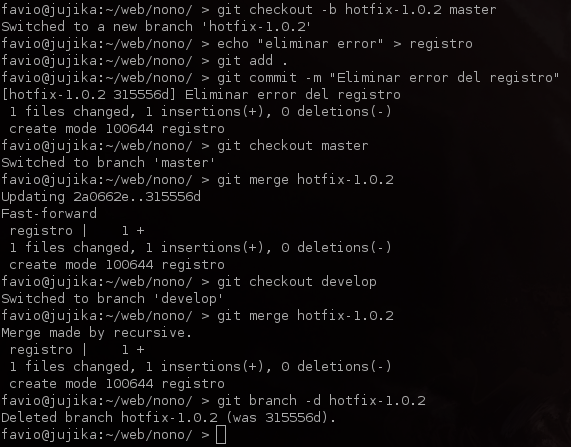 favio@jujika:~/web/nono/ > git checkout -b hotfix-1.0.2 master
Switched to a new branch 'hotfix-1.0.2'
favio@jujika:~/web/nono/ > echo "eliminar error" > registro
favio@jujika:~/web/nono/ > git add .
favio@jujika:~/web/nono/ > git commit -m "Eliminar error del registro"
[hotfix-1.0.2 315556d] Eliminar error del registro
 1 files changed, 1 insertions(+), 0 deletions(-)
 create mode 100644 registro
favio@jujika:~/web/nono/ > git checkout master
Switched to branch 'master'
favio@jujika:~/web/nono/ > git merge hotfix-1.0.2
Updating 2a0662e..315556d
Fast-forward
 registro |    1 +
 1 files changed, 1 insertions(+), 0 deletions(-)
 create mode 100644 registro
favio@jujika:~/web/nono/ > git checkout develop
Switched to branch 'develop'
favio@jujika:~/web/nono/ > git merge hotfix-1.0.2
Merge made by recursive.
 registro |    1 +
 1 files changed, 1 insertions(+), 0 deletions(-)
 create mode 100644 registro
favio@jujika:~/web/nono/ > git branch -d hotfix-1.0.2
Deleted branch hotfix-1.0.2 (was 315556d).
favio@jujika:~/web/nono/ >